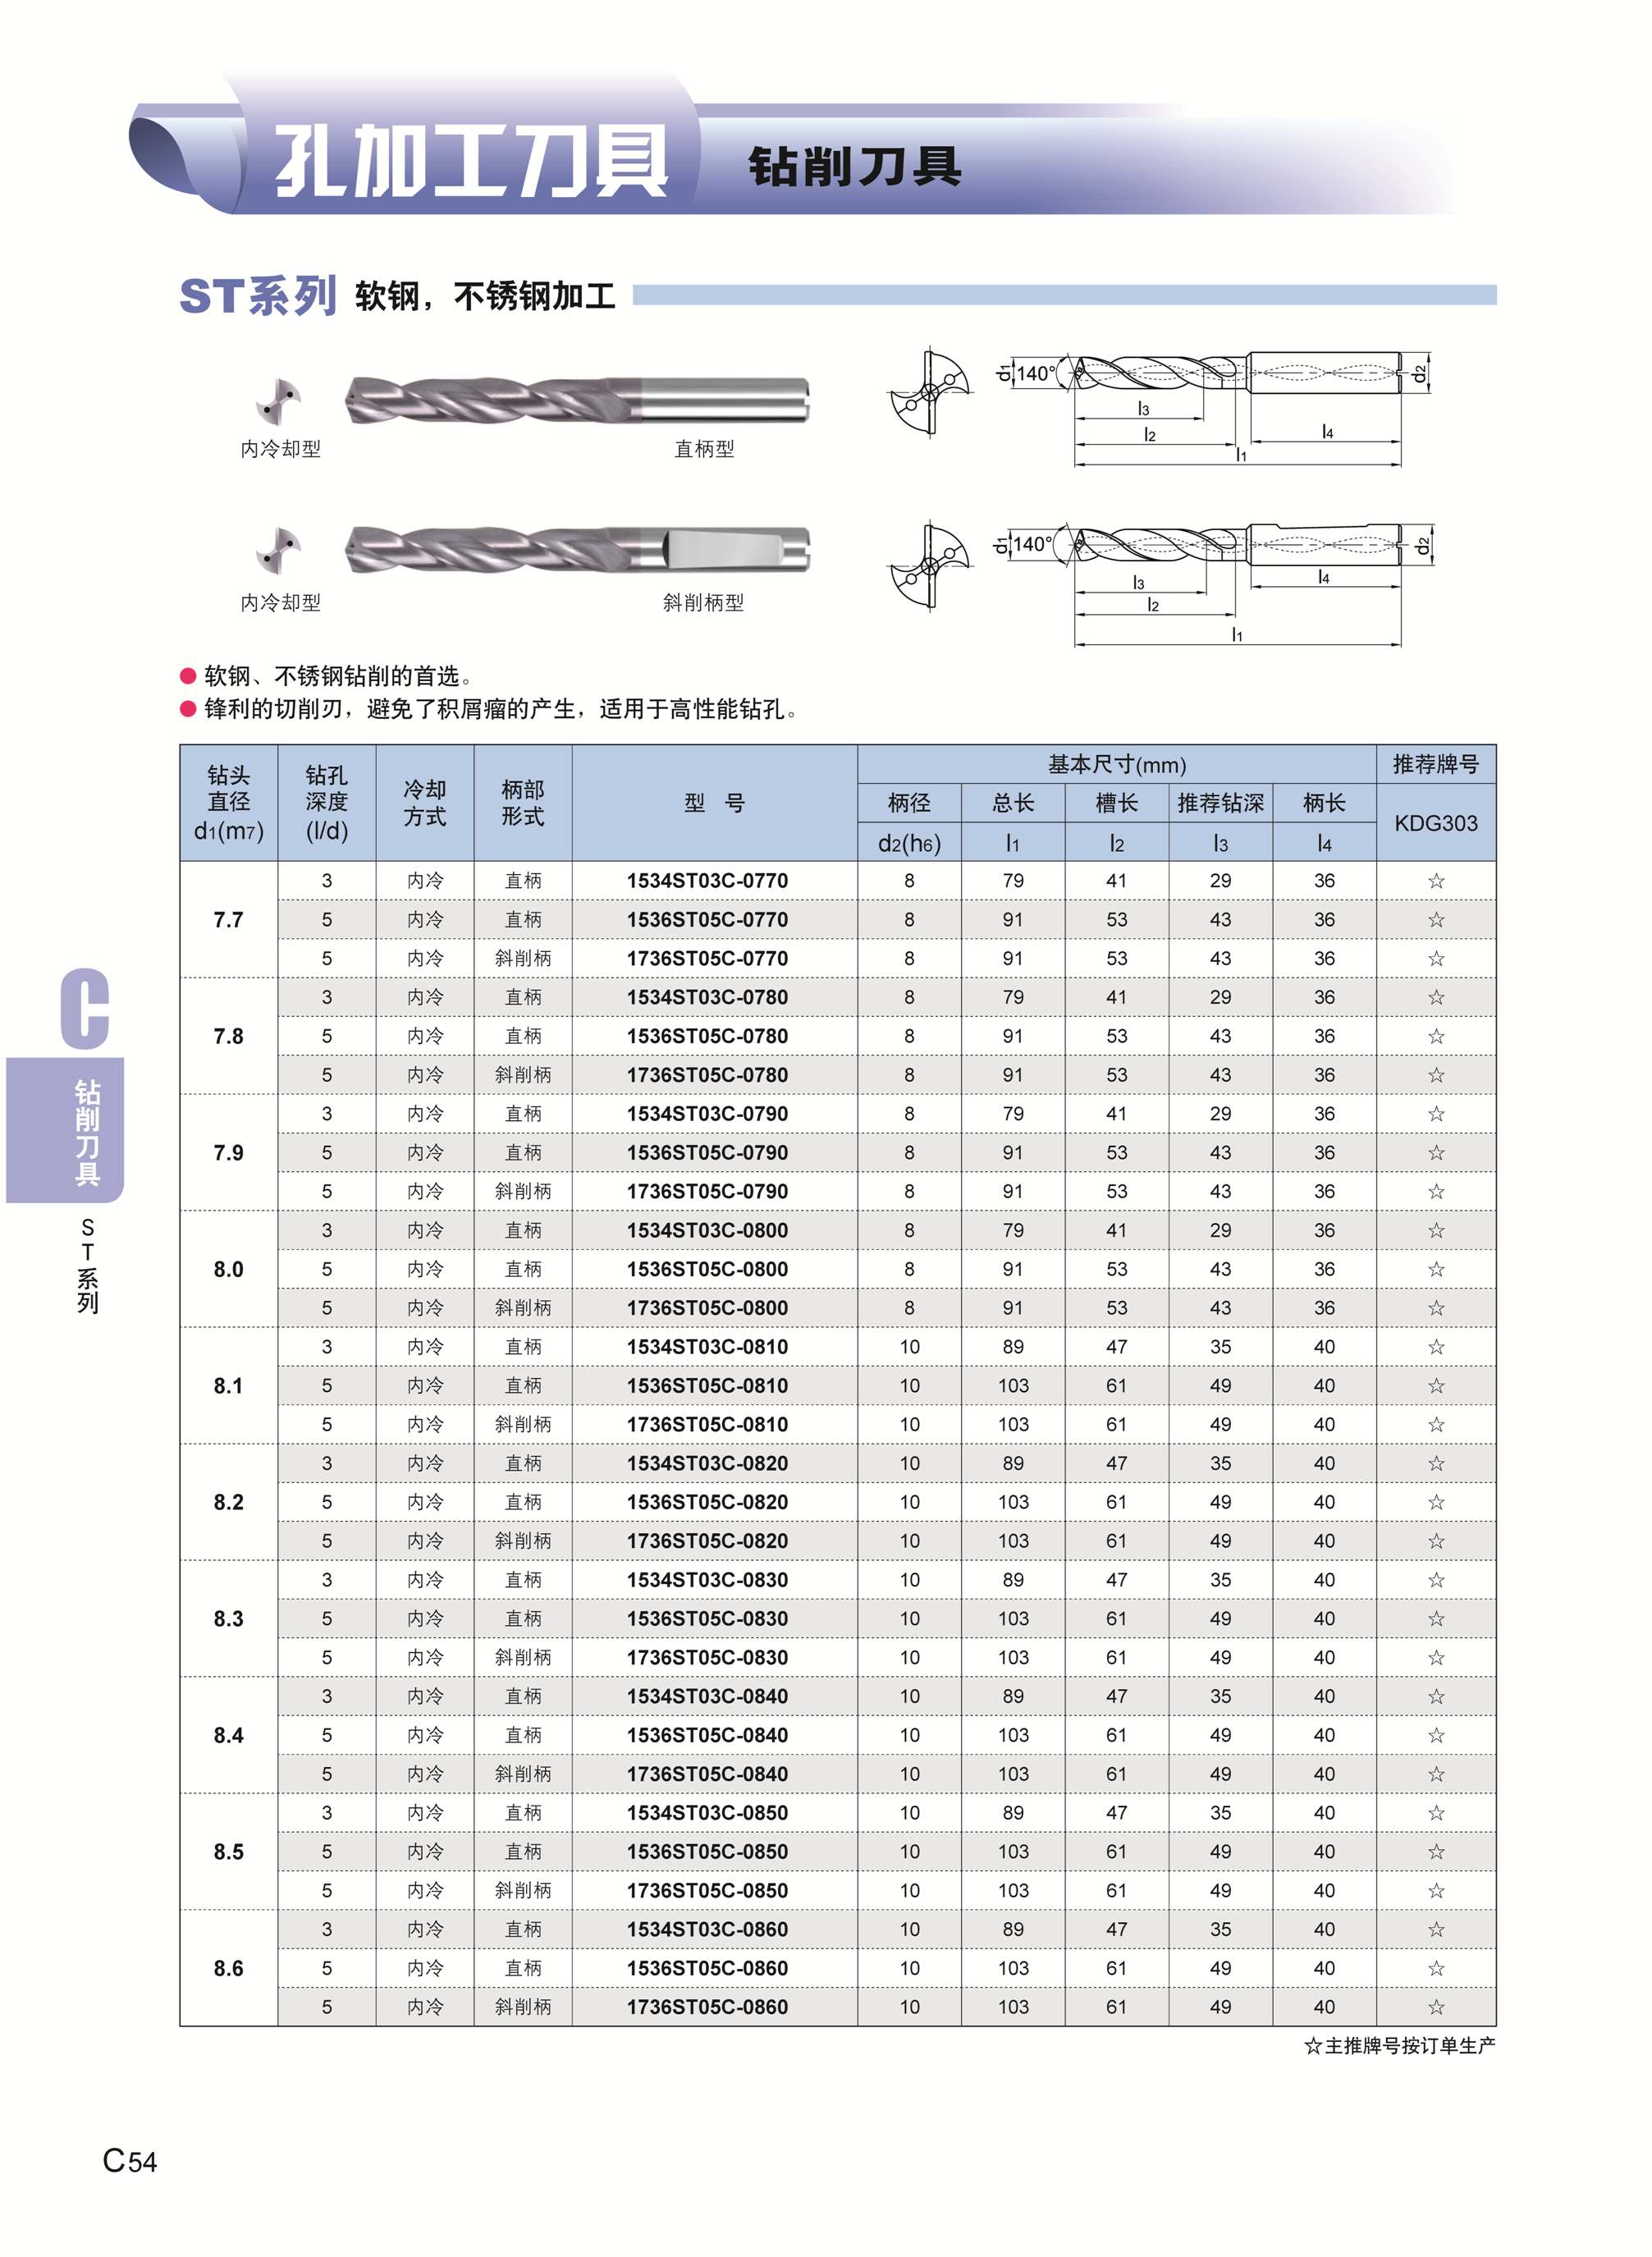 孔加工刀具 钻削刀具
ST系列 软钢，不锈钢加工
内冷却型 直柄型
d1 140° l3 l2 l4 l1 d2
内冷却型 斜削柄型
d1 140° l3 l2 l4 l1 d2
● 软钢、不锈钢钻削的首选。
● 锋利的切削刃，避免了积屑瘤的产生，适用于高性能钻孔。
钻头直径 d1(m7) 钻孔深度 (l/d) 冷却方式 柄部形式 型 号 基本尺寸(mm) 推荐牌号
柄径 总长 槽长 推荐钻深 柄长 KDG303
d2(h6) l1 l2 l3 l4
7.7 3 内冷 直柄 1534ST03C-0770 8 79 41 29 36 ☆
5 内冷 直柄 1536ST05C-0770 8 91 53 43 36 ☆
5 内冷 斜削柄 1736ST05C-0770 8 91 53 43 36 ☆
7.8 3 内冷 直柄 1534ST03C-0780 8 79 41 29 36 ☆
5 内冷 直柄 1536ST05C-0780 8 91 53 43 36 ☆
5 内冷 斜削柄 1736ST05C-0780 8 91 53 43 36 ☆
7.9 3 内冷 直柄 1534ST03C-0790 8 79 41 29 36 ☆
5 内冷 直柄 1536ST05C-0790 8 91 53 43 36 ☆
5 内冷 斜削柄 1736ST05C-0790 8 91 53 43 36 ☆
8.0 3 内冷 直柄 1534ST03C-0800 8 79 41 29 36 ☆
5 内冷 直柄 1536ST05C-0800 8 91 53 43 36 ☆
5 内冷 斜削柄 1736ST05C-0800 8 91 53 43 36 ☆
8.1 3 内冷 直柄 1534ST03C-0810 10 89 47 35 40 ☆
5 内冷 直柄 1536ST05C-0810 10 103 61 49 40 ☆
5 内冷 斜削柄 1736ST05C-0810 10 103 61 49 40 ☆
8.2 3 内冷 直柄 1534ST03C-0820 10 89 47 35 40 ☆
5 内冷 直柄 1536ST05C-0820 10 103 61 49 40 ☆
5 内冷 斜削柄 1736ST05C-0820 10 103 61 49 40 ☆
8.3 3 内冷 直柄 1534ST03C-0830 10 89 47 35 40 ☆
5 内冷 直柄 1536ST05C-0830 10 103 61 49 40 ☆
5 内冷 斜削柄 1736ST05C-0830 10 103 61 49 40 ☆
8.4 3 内冷 直柄 1534ST03C-0840 10 89 47 35 40 ☆
5 内冷 直柄 1536ST05C-0840 10 103 61 49 40 ☆
5 内冷 斜削柄 1736ST05C-0840 10 103 61 49 40 ☆
8.5 3 内冷 直柄 1534ST03C-0850 10 89 47 35 40 ☆
5 内冷 直柄 1536ST05C-0850 10 103 61 49 40 ☆
5 内冷 斜削柄 1736ST05C-0850 10 103 61 49 40 ☆
8.6 3 内冷 直柄 1534ST03C-0860 10 89 47 35 40 ☆
5 内冷 直柄 1536ST05C-0860 10 103 61 49 40 ☆
5 内冷 斜削柄 1736ST05C-0860 10 103 61 49 40 ☆
☆主推牌号按订单生产
C
钻削刀具
ST系列
C54